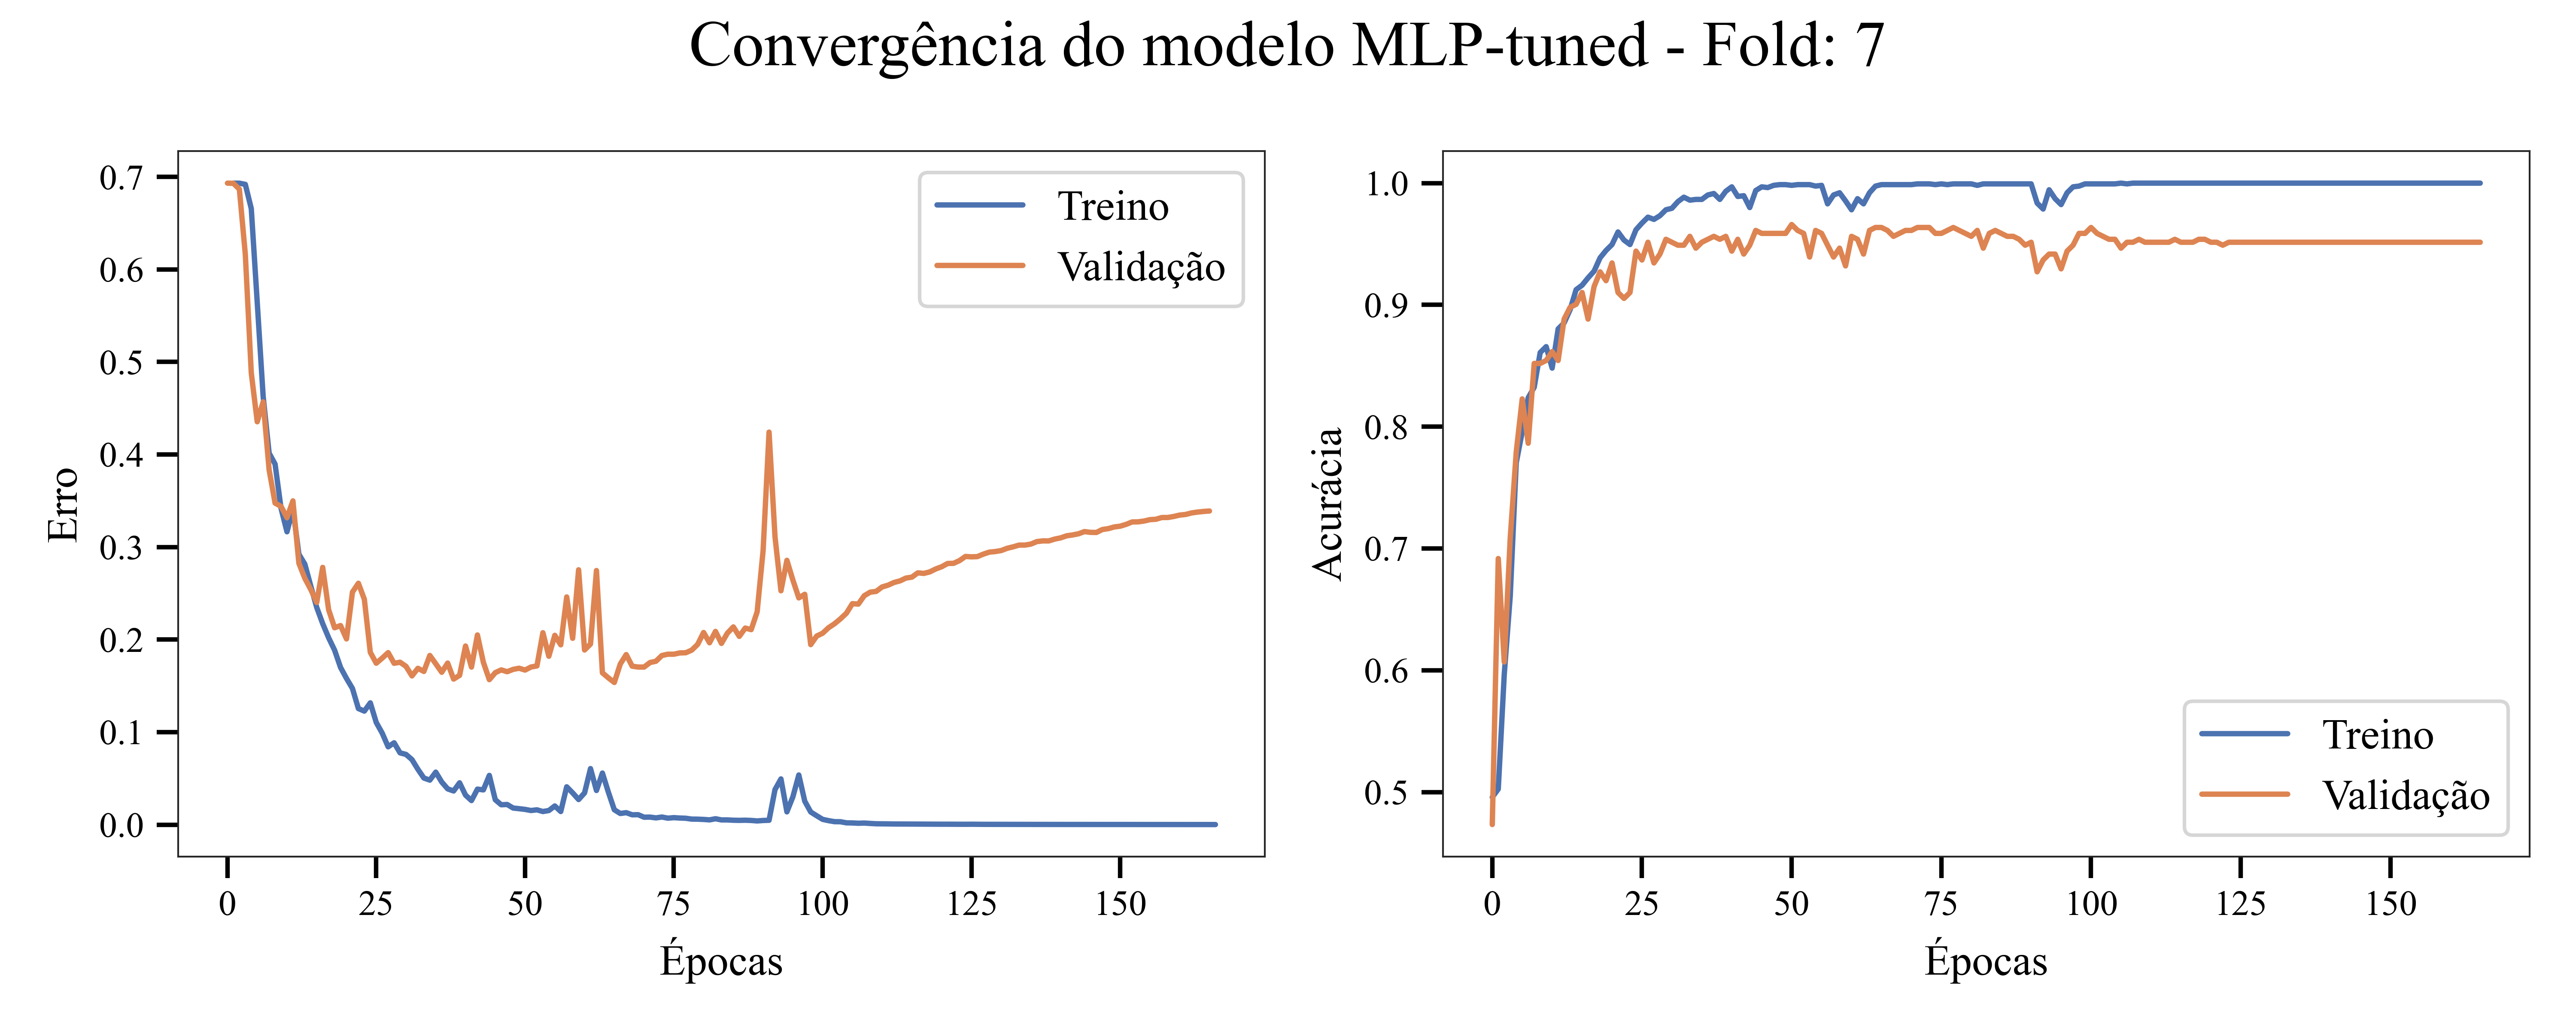 Convergência do modelo MLP-tuned - Fold: 7
0.7
0.6
0.5
0.4
0.3
0.2
0.1
0.0
Erro
Treino
Validação
0 25 50 75 100 125 150
Épocas
1.0
0.9
0.8
0.7
0.6
0.5
Acurácia
Treino
Validação
0 25 50 75 100 125 150
Épocas